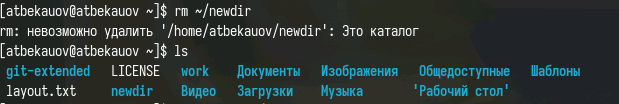 [atbekauov@atbekauov ~]$ rm ~/newdir
rm: невозможно удалить '/home/atbekauov/newdir': Это каталог
[atbekauov@atbekauov ~]$ ls
git-extended LICENSE work Документы Изображения Общедоступные Шаблоны
layout.txt newdir Видео Загрузки Музыка 'Рабочий стол'